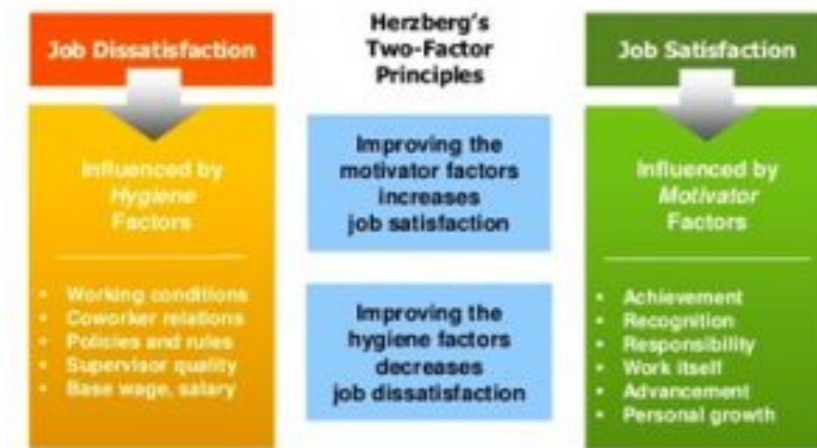 Job Dissatisfaction
Influenced by
Hygiene
Factors
• Working conditions
• Coworker relations
• Policies and rules
• Supervisor quality
• Base wage, salary
Herzberg's
Two-Factor
Principles
Improving the
motivator factors
increases
job satisfaction
Improving the
hygiene factors
decreases
job dissatisfaction
Job Satisfaction
Influenced by
Motivator
Factors
• Achievement
• Recognition
• Responsibility
• Work itself
• Advancement
• Personal growth